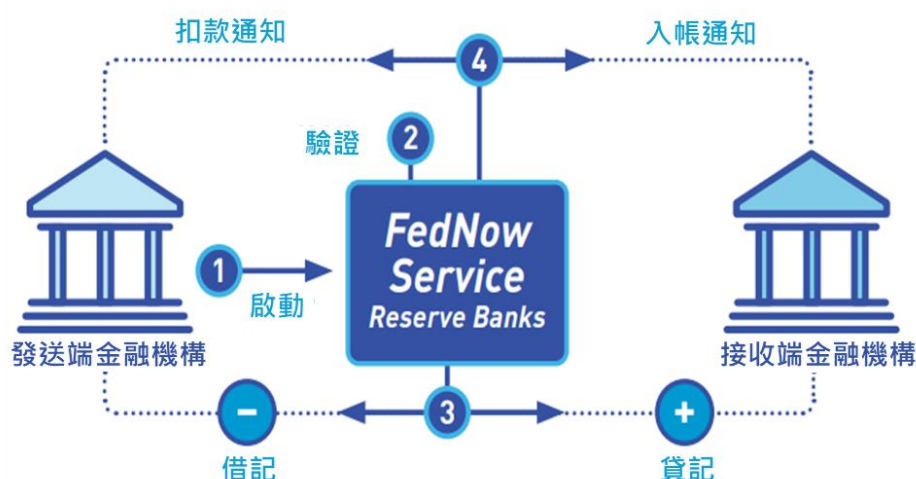 扣款通知
入帳通知
4
驗證
2
FedNow
Service
Reserve Banks
1
啟動
發送端金融機構
接收端金融機構
3
−
+
借記
貸記